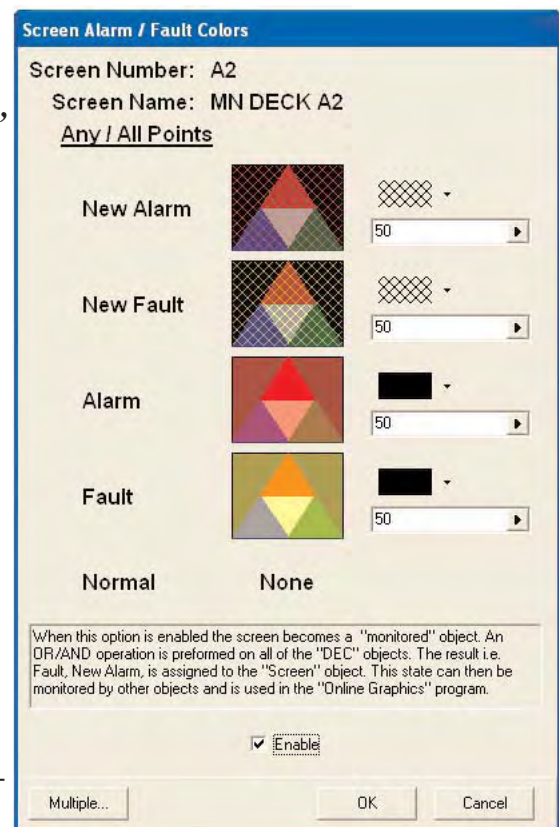 Screen Alarm / Fault Colors
Screen Number: A2
Screen Name: MN DECK A2
,
Any / All Points
New Alarm
50
New Fault
50
Alarm
50
Fault
50
Normal None
When this option is enabled the screen becomes a "monitored" object. An
OR/AND operation is preformed on all of the "DEC" objects. The result i.e.
Fault, New Alarm, is assigned to the "Screen" object. This state can then be
monitored by other objects and is used in the "Online Graphics" program.
Enable
Multiple... OK Cancel